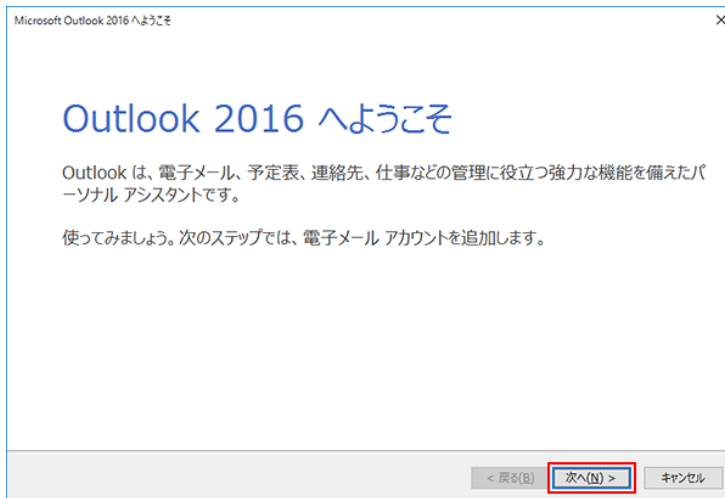 Microsoft Outlook 2016 へようこそ
Outlook 2016 へようこそ
Outlook は、電子メール、予定表、連絡先、仕事などの管理に役立つ強力な機能を備えたパ
ーソナル アシスタントです。
使ってみましょう。次のステップでは、電子メール アカウントを追加します。
< 戻る(B) 次へ(N) > キャンセル